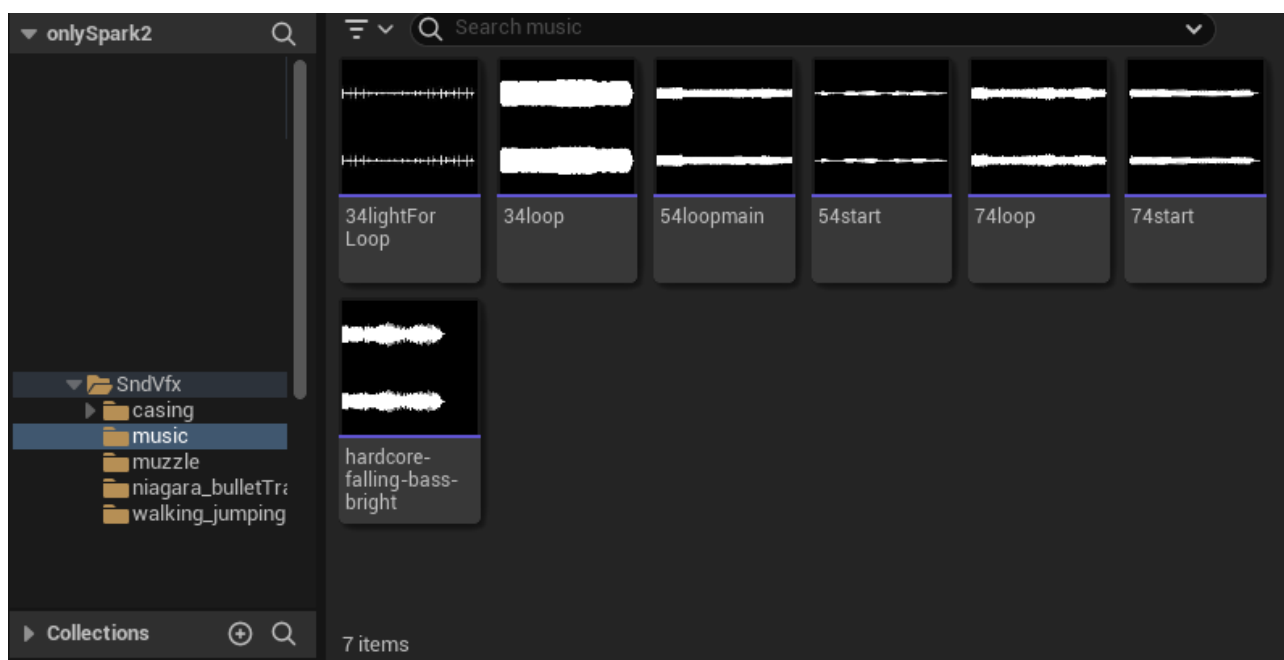 onlySpark2
Search music
34lightFor
Loop
34loop
54loopmain
54start
74loop
74start
SndVfx
casing
music
muzzle
niagara_bulletTra
walking_jumping
hardcore-
falling-bass-
bright
Collections
7 items